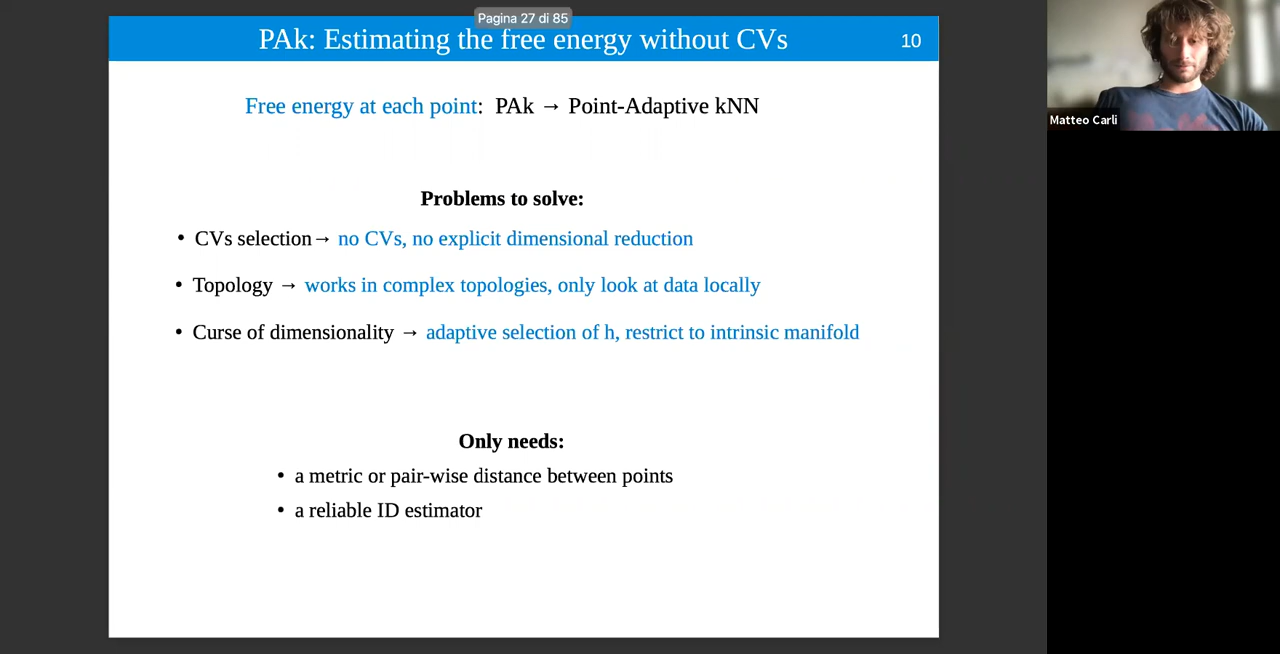 Pagina 27 di 85
PAk: Estimating the free energy without CVs
10
Free energy at each point: PAk → Point-Adaptive kNN
Problems to solve:
• CVs selection→ no CVs, no explicit dimensional reduction
• Topology → works in complex topologies, only look at data locally
• Curse of dimensionality → adaptive selection of h, restrict to intrinsic manifold
Only needs:
• a metric or pair-wise distance between points
• a reliable ID estimator
Matteo Carli